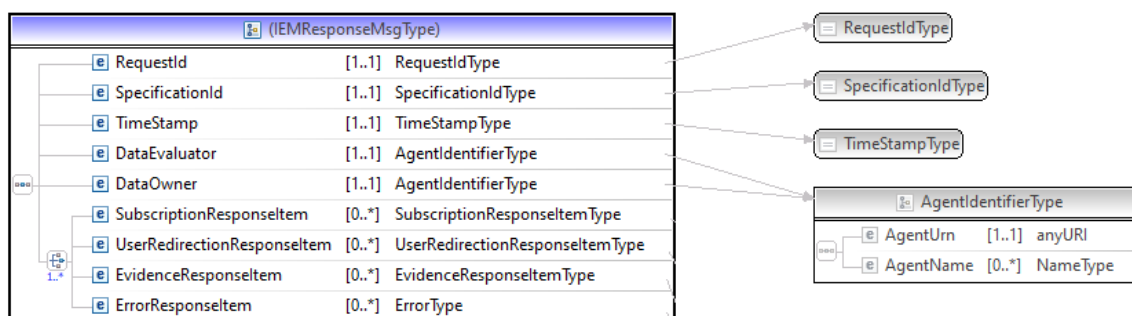 (IEMResponseMsgType)
RequestId [1..1] RequestIdType
SpecificationId [1..1] SpecificationIdType
TimeStamp [1..1] TimeStampType
DataEvaluator [1..1] AgentIdentifierType
DataOwner [1..1] AgentIdentifierType
SubscriptionResponseItem [0..*] SubscriptionResponseItemType
UserRedirectionResponseItem [0..*] UserRedirectionResponseItemType
EvidenceResponseItem [0..*] EvidenceResponseItemType
1..*
ErrorResponseItem [0..*] ErrorType
RequestIdType
SpecificationIdType
TimeStampType
AgentIdentifierType
AgentUrn [1..1] anyURI
AgentName [0..*] NameType